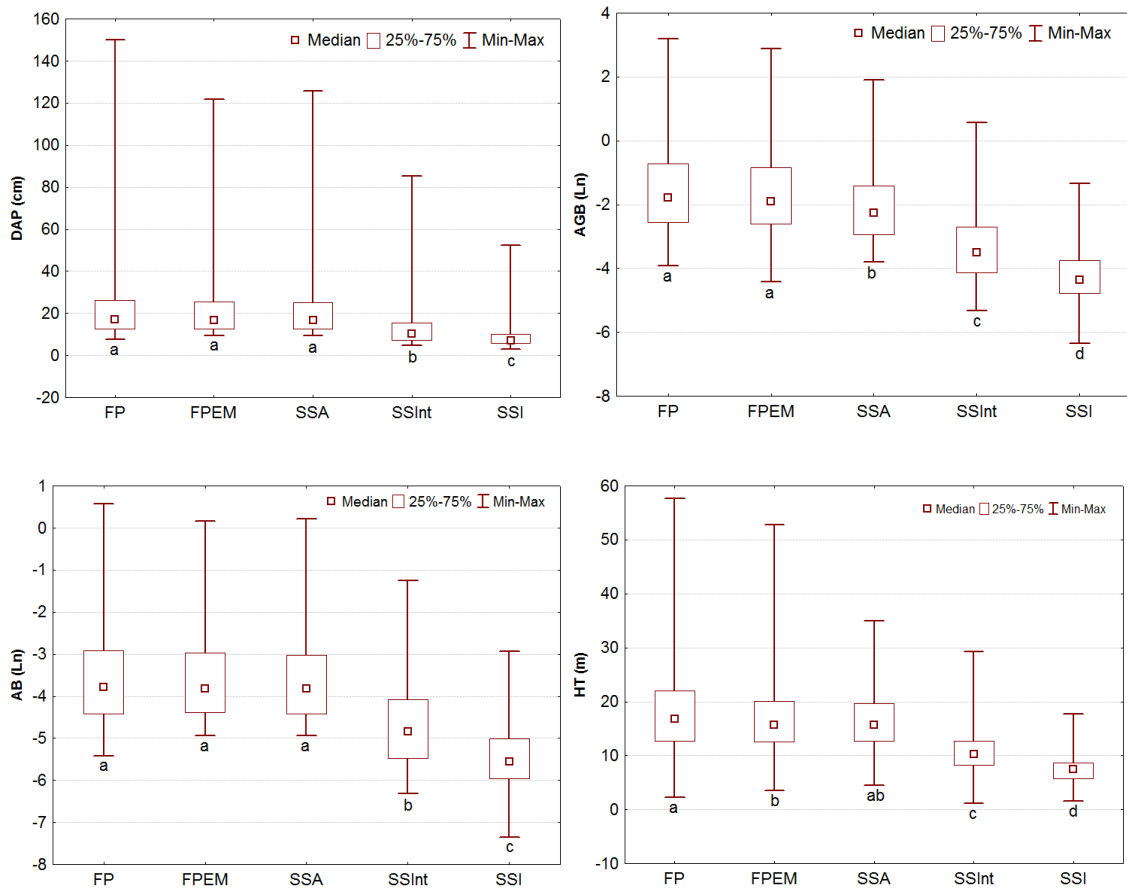 Median 25%-75% Min-Max
DAP (cm)
160
140
120
100
80
60
40
20
0
-20
a a a b c
FP FPEM SSA SSInt SSI
Median 25%-75% Min-Max
AGB (Ln)
4
2
0
-2
-4
-6
-8
a a b c d
FP FPEM SSA SSInt SSI
Median 25%-75% Min-Max
AB (Ln)
1
0
-1
-2
-3
-4
-5
-6
-7
-8
a a a b c
FP FPEM SSA SSInt SSI
Median 25%-75% Min-Max
HT (m)
60
50
40
30
20
10
0
-10
a b ab c d
FP FPEM SSA SSInt SSI